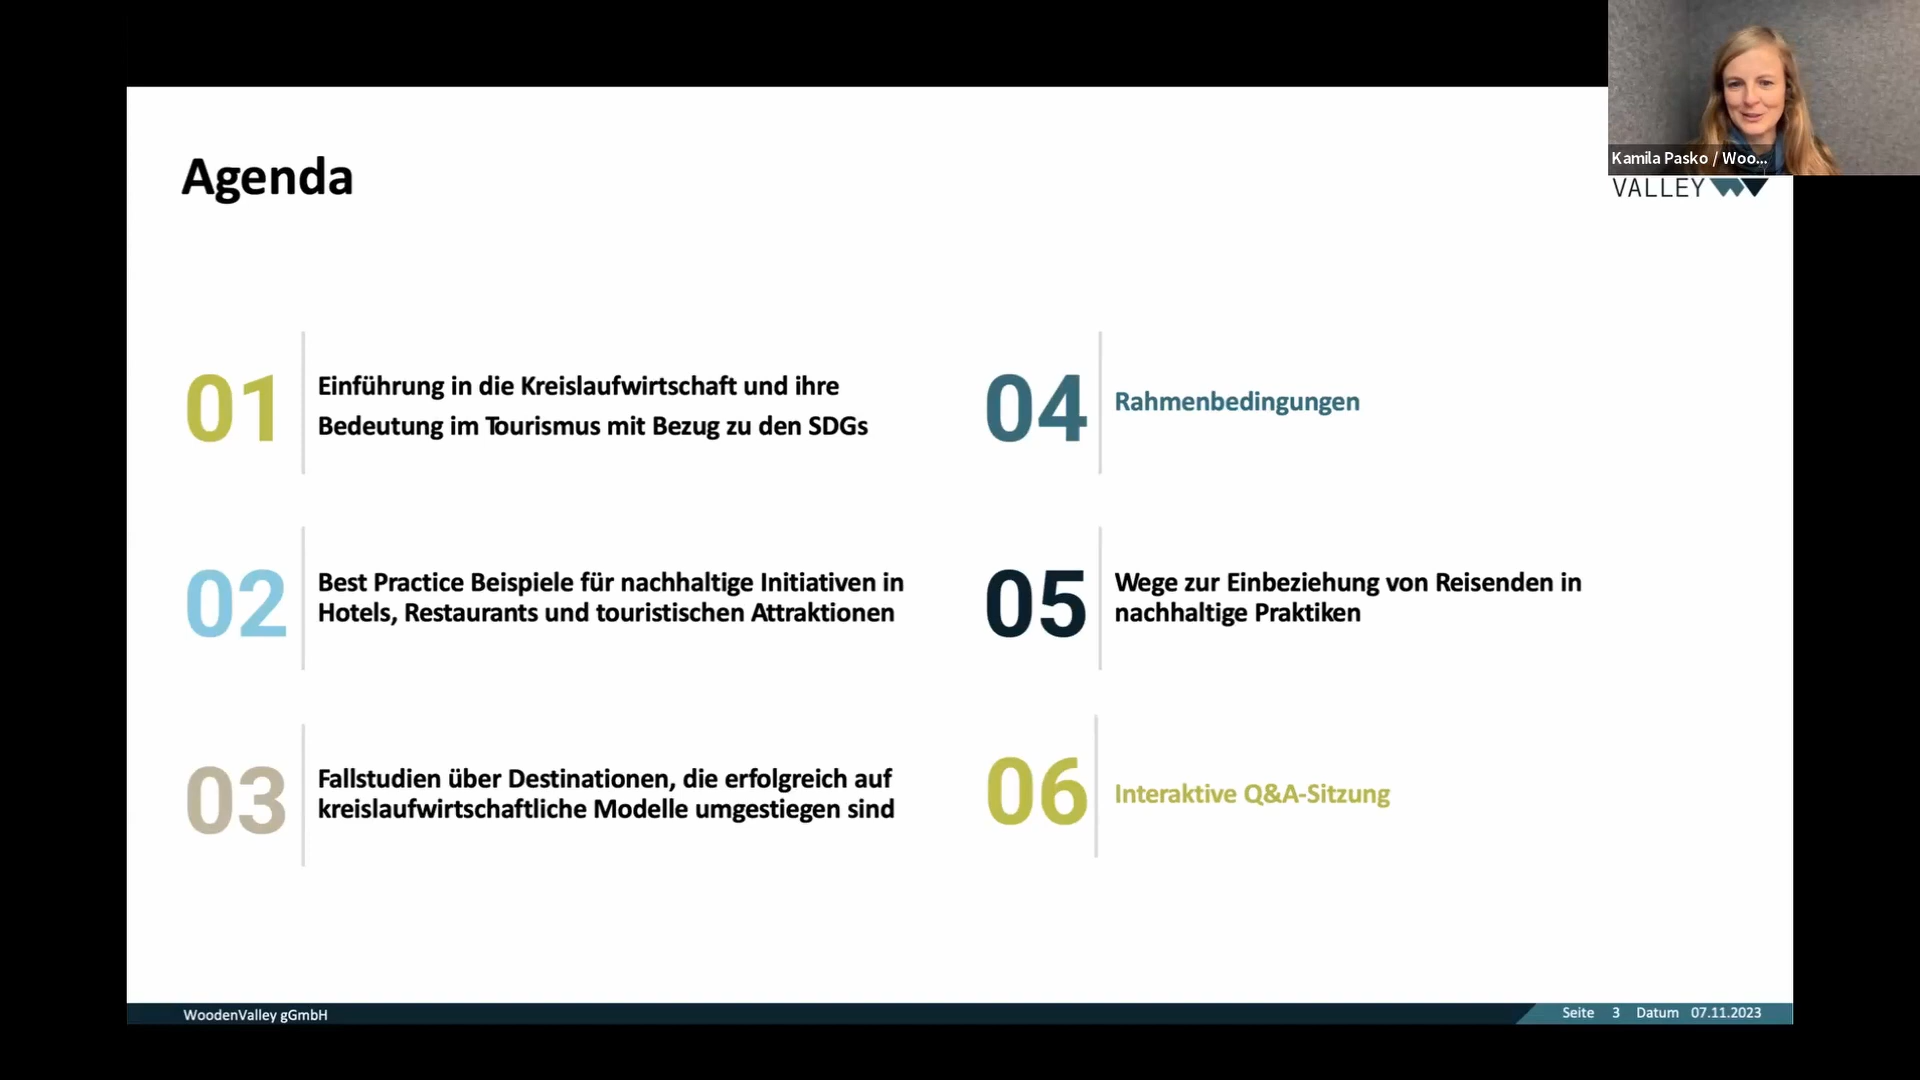 Agenda
Kamila Pasko / Woo...
VALLEY
01
Einführung in die Kreislaufwirtschaft und ihre
Bedeutung im Tourismus mit Bezug zu den SDGs
02
Best Practice Beispiele für nachhaltige Initiativen in
Hotels, Restaurants und touristischen Attraktionen
03
Fallstudien über Destinationen, die erfolgreich auf
kreislaufwirtschaftliche Modelle umgestiegen sind
04
Rahmenbedingungen
05
Wege zur Einbeziehung von Reisenden in
nachhaltige Praktiken
06
Interaktive Q&A-Sitzung
WoodenValley gGmbH
Seite 3 Datum 07.11.2023